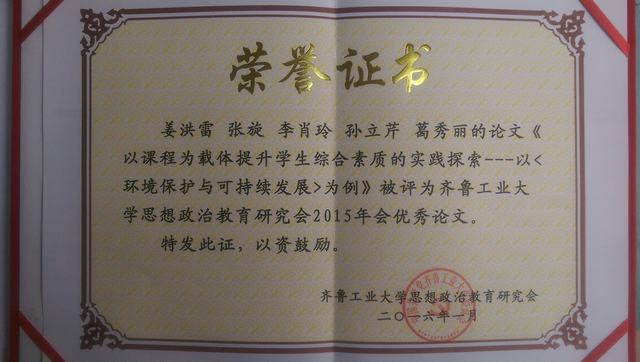 荣誉证书
姜洪雷 张旋 李肖玲 孙立芹 葛秀丽的论文《
以课程为载体提升学生综合素质的实践探索---以<
环境保护与可持续发展>为例》被评为齐鲁工业大
学思想政治教育研究会2015年会优秀论文。
特发此证，以资鼓励。
齐鲁工业大学思想政治教育研究会
二〇一六年一月